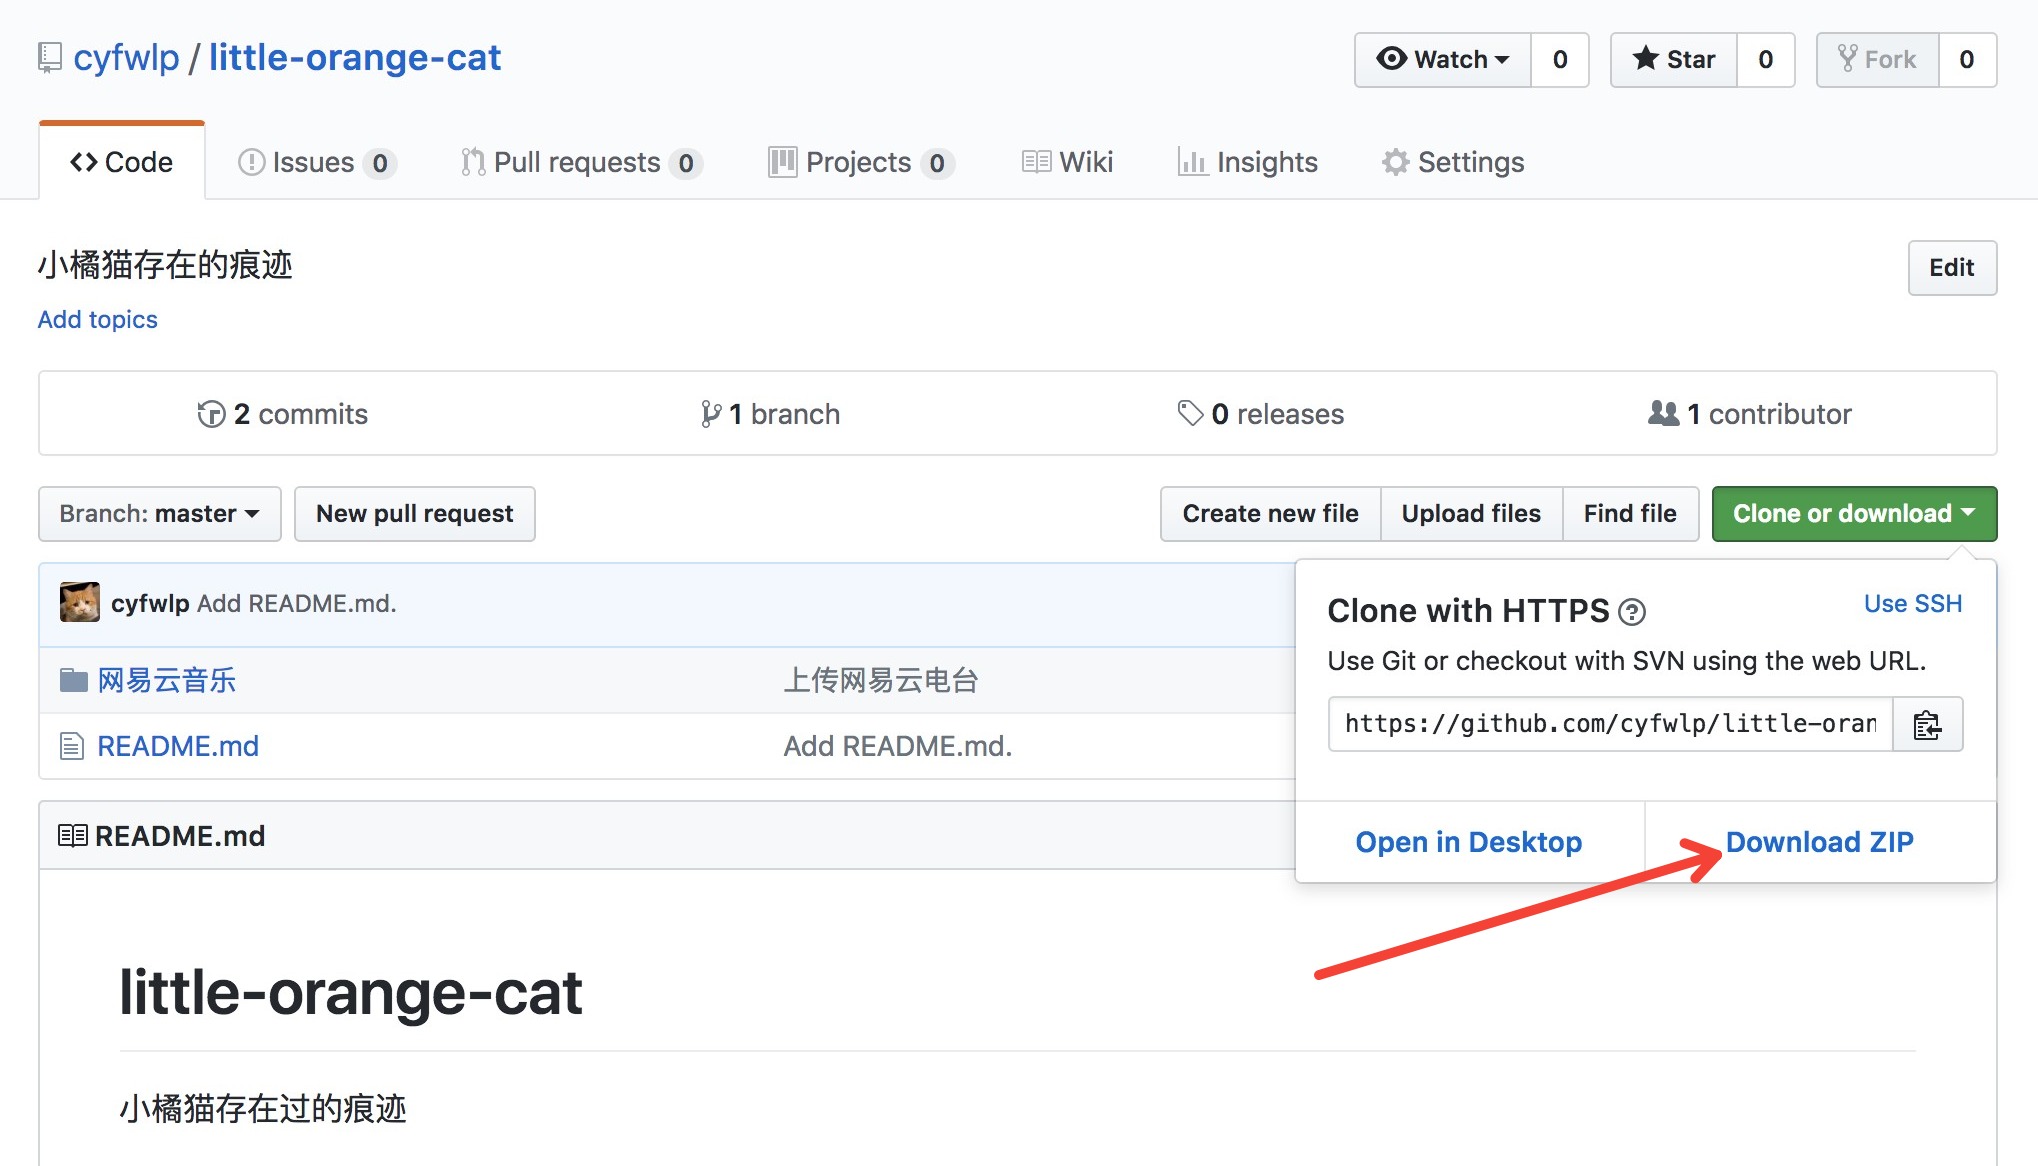 cyfwlp / little-orange-cat
Watch 0 Star 0 Fork 0
Code Issues 0 Pull requests 0 Projects 0 Wiki Insights Settings
小橘猫存在的痕迹
Edit
Add topics
2 commits 1 branch 0 releases 1 contributor
Branch: master New pull request Create new file Upload files Find file Clone or download
cyfwlp Add README.md.
网易云音乐 上传网易云电台
README.md Add README.md.
Clone with HTTPS Use SSH
Use Git or checkout with SVN using the web URL.
https://github.com/cyfwlp/little-oran
Open in Desktop Download ZIP
README.md
little-orange-cat
小橘猫存在过的痕迹